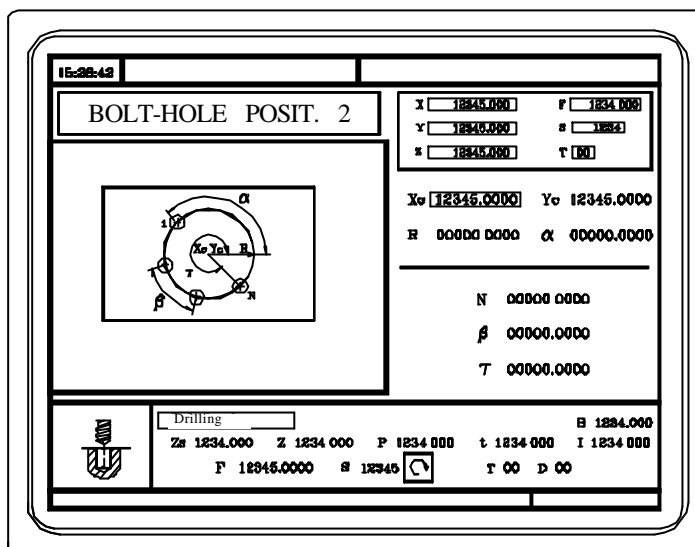 15:28:42
BOLT-HOLE POSIT. 2
X 12345.000 F 1234.000
Y 12345.000 S 1234
Z 12345.000 T 00
Xc 12345.0000 Yc 12345.0000
R 00000.0000 α 00000.0000
α
1
Xc Yc R
τ
β
N
N 00000.0000
β 00000.0000
τ 00000.0000
Drilling
B 1234.000
Zs 1234.000 Z 1234.000 P 1234.000 t 1234.000 I 1234.000
F 12345.0000 S 12345 T 00 D 00